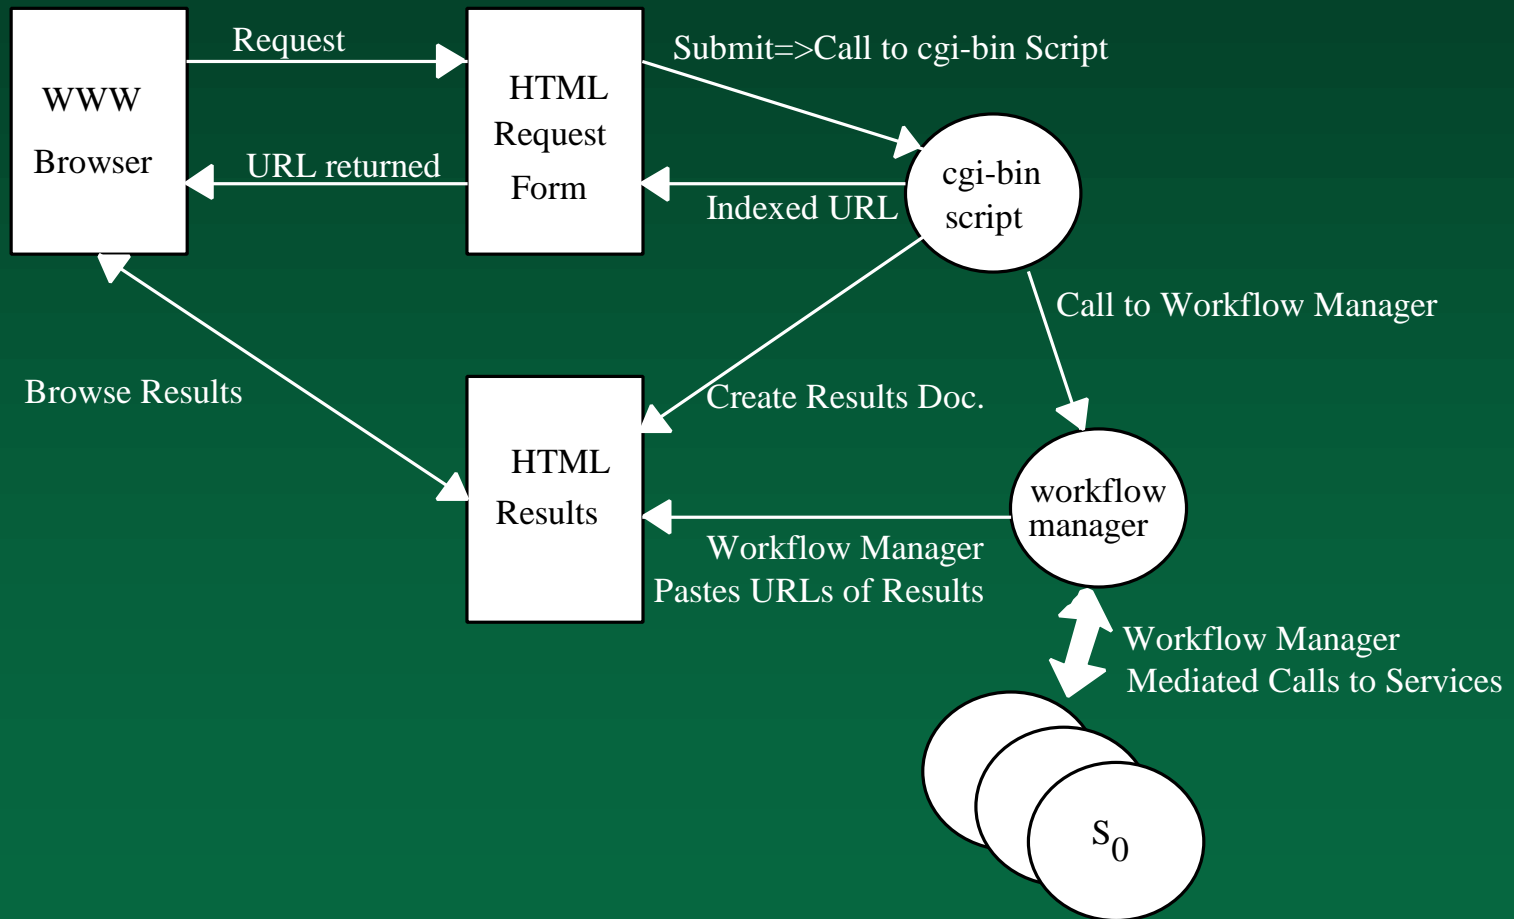 Request
Submit=>Call to cgi-bin Script
WWW
Browser
HTML
Request
Form
URL returned
Indexed URL
cgi-bin
script
Call to Workflow Manager
Browse Results
Create Results Doc.
HTML
Results
workflow
manager
Workflow Manager
Pastes URLs of Results
Workflow Manager
Mediated Calls to Services
S0